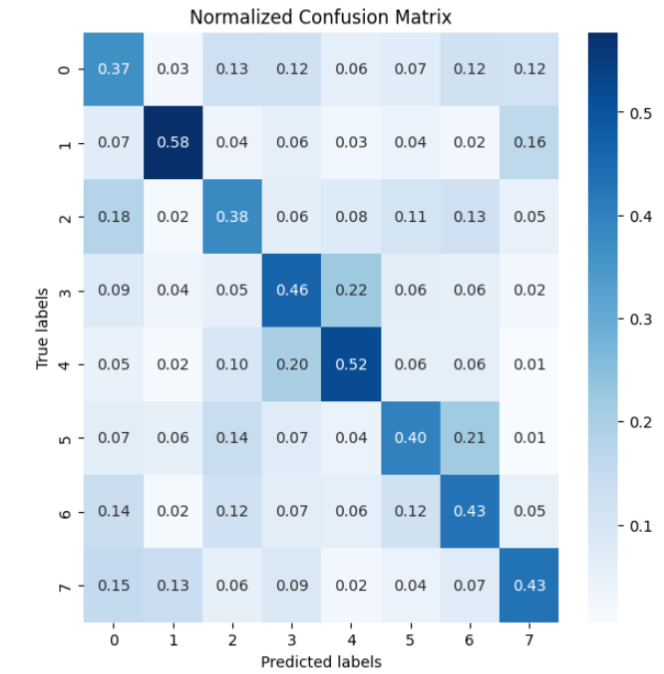 Normalized Confusion Matrix
True labels
0 0.37 0.03 0.13 0.12 0.06 0.07 0.12 0.12
1 0.07 0.58 0.04 0.06 0.03 0.04 0.02 0.16
2 0.18 0.02 0.38 0.06 0.08 0.11 0.13 0.05
3 0.09 0.04 0.05 0.46 0.22 0.06 0.06 0.02
4 0.05 0.02 0.10 0.20 0.52 0.06 0.06 0.01
5 0.07 0.06 0.14 0.07 0.04 0.40 0.21 0.01
6 0.14 0.02 0.12 0.07 0.06 0.12 0.43 0.05
7 0.15 0.13 0.06 0.09 0.02 0.04 0.07 0.43
0 1 2 3 4 5 6 7
Predicted labels
0.5
0.4
0.3
0.2
0.1